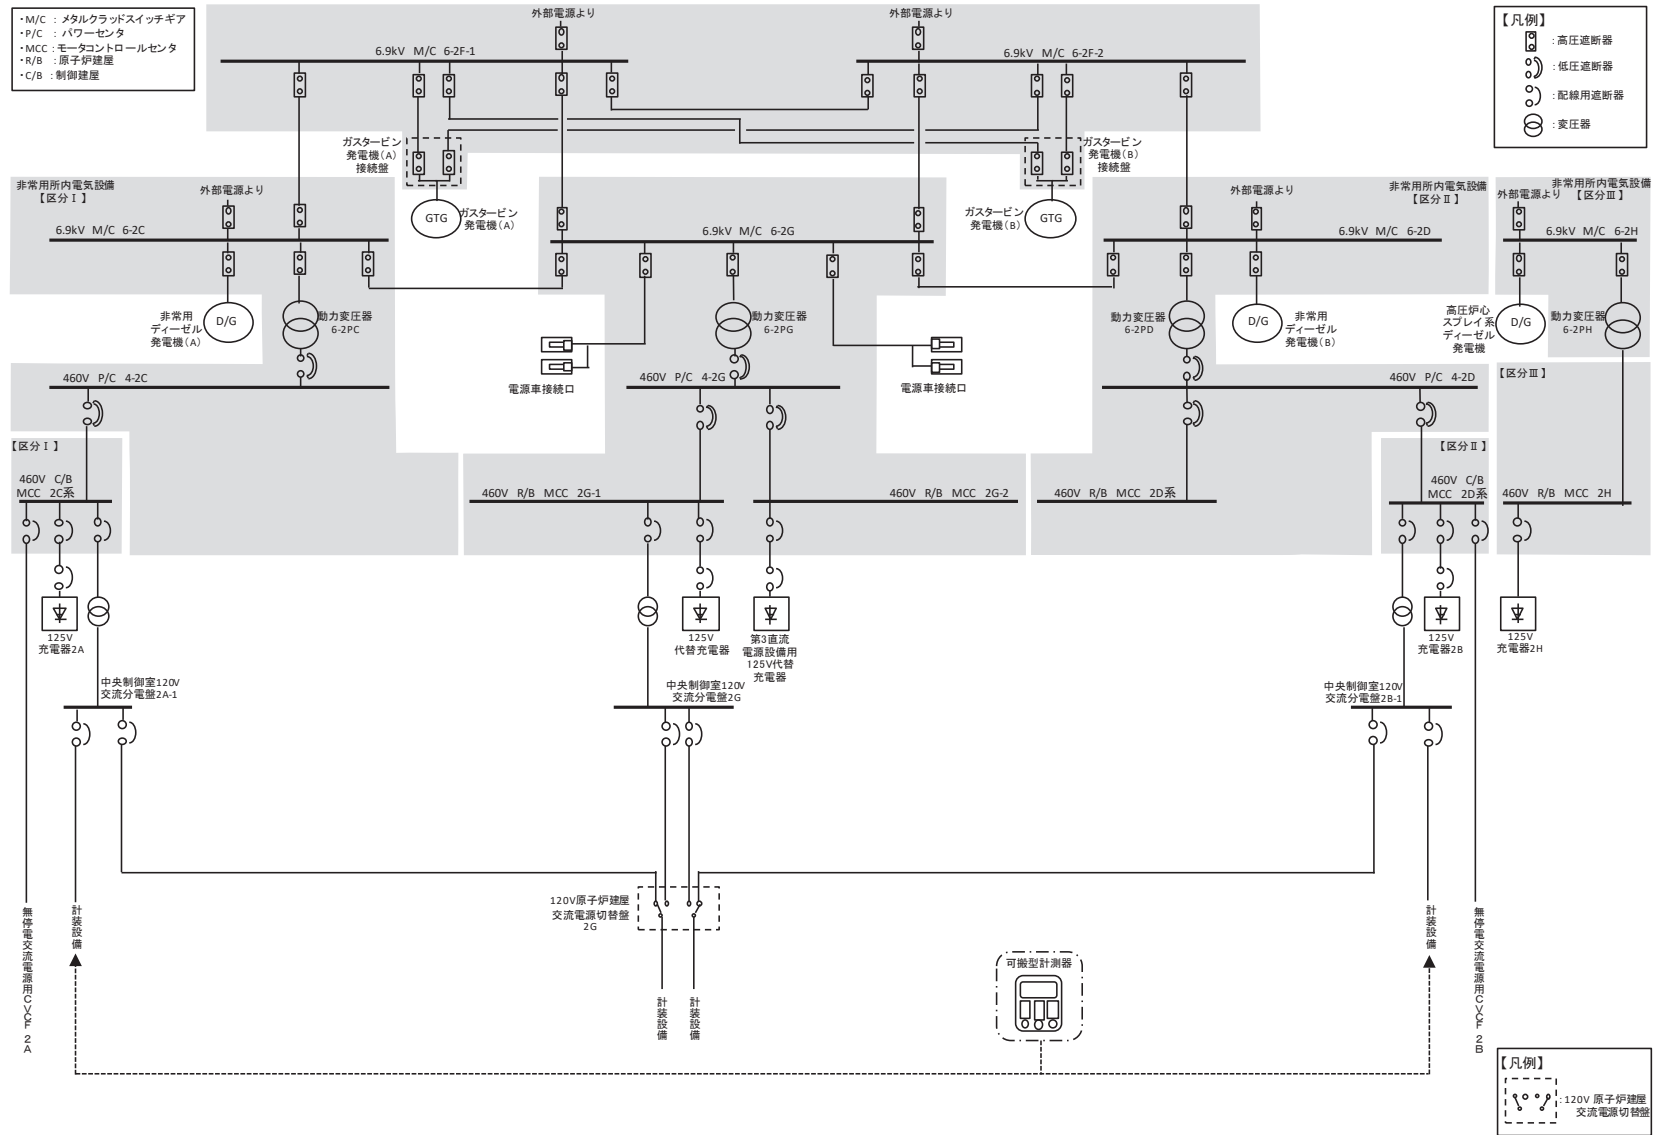 ・M/C ： メタルクラッドスイッチギア
・P/C ： パワーセンタ
・MCC：モータコントロールセンタ
・R/B ：原子炉建屋
・C/B ：制御建屋
外部電源より
外部電源より
6.9kV M/C 6-2F-1
6.9kV M/C 6-2F-2
【凡例】
：高圧遮断器
：低圧遮断器
：配線用遮断器
：変圧器
ガスタービン
発電機(A)
接続盤
ガスタービン
発電機(B)
接続盤
非常用所内電気設備
【区分Ⅰ】
外部電源より
6.9kV M/C 6-2C
GTG
ガスタービン
発電機(A)
6.9kV M/C 6-2G
ガスタービン
発電機(B)
GTG
外部電源より
非常用所内電気設備
【区分Ⅱ】
6.9kV M/C 6-2D
非常用所内電気設備
【区分Ⅲ】
外部電源より
6.9kV M/C 6-2H
非常用
ディーゼル
発電機(A)
D/G
動力変圧器
6-2PC
動力変圧器
6-2PG
動力変圧器
6-2PD
D/G
非常用
ディーゼル
発電機(B)
高圧炉心
スプレイ系
ディーゼル
発電機
D/G
動力変圧器
6-2PH
電源車接続口
電源車接続口
460V P/C 4-2C
460V P/C 4-2G
460V P/C 4-2D
【区分Ⅲ】
【区分Ⅰ】
460V C/B
MCC 2C系
460V R/B MCC 2G-1
460V R/B MCC 2G-2
460V R/B MCC 2D系
【区分Ⅱ】
460V C/B
MCC 2D系
460V R/B MCC 2H
125V
充電器2A
125V
代替充電器
第3直流
電源設備用
125V代替
充電器
125V
充電器2B
125V
充電器2H
中央制御室120V
交流分電盤2A-1
中央制御室120V
交流分電盤2G
中央制御室120V
交流分電盤2B-1
120V原子炉建屋
交流電源切替盤
2G
無停電交流電源用CVCF2A
計装設備
計装設備
計装設備
可搬型計測器
計装設備
無停電交流電源用CVCF2B
【凡例】
：120V 原子炉建屋
交流電源切替盤